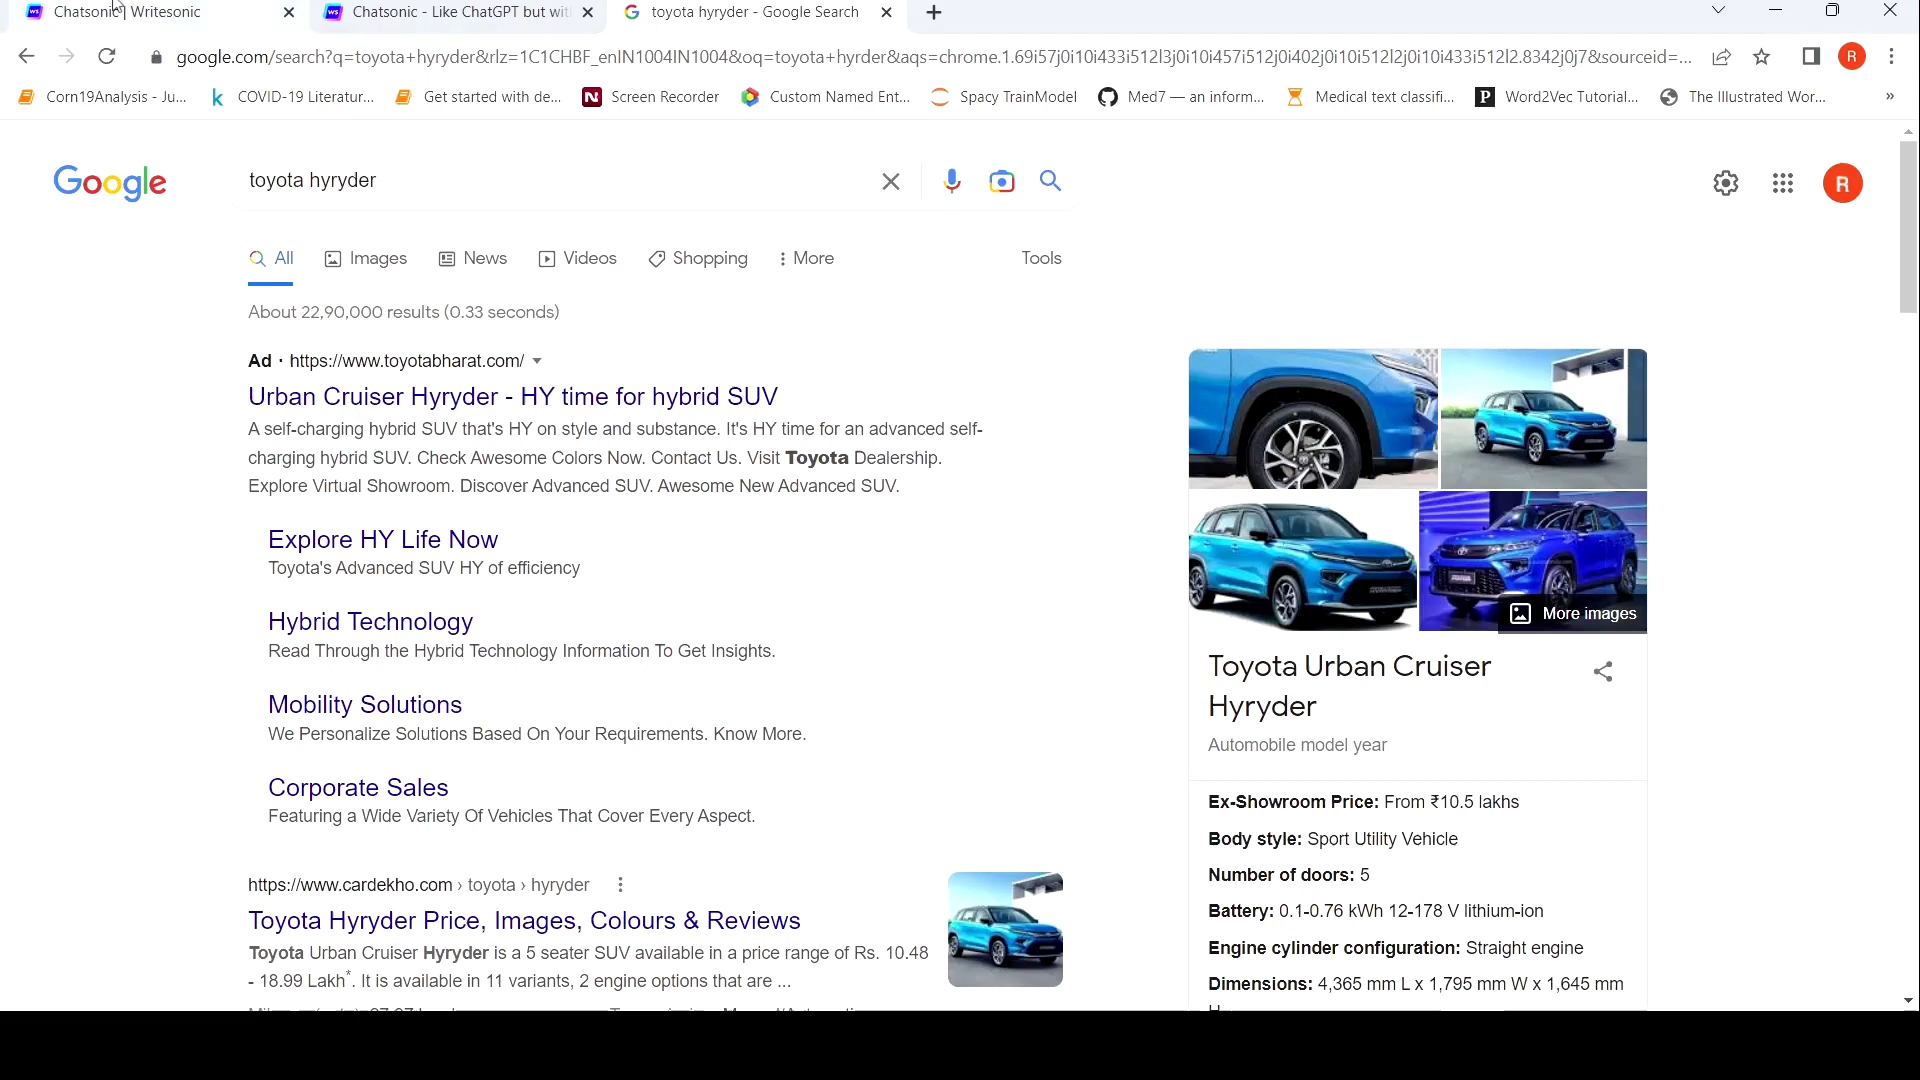 Chatsonic | Writesonic
Chatsonic - Like ChatGPT but wit
toyota hyryder - Google Search
google.com/search?q=toyota+hyryder&rlz=1C1CHBF_enIN1004IN1004&oq=toyota+hyrder&aqs=chrome.1.69i57j0i10i433i512l3j0i10i457i512j0i402j0i10i512l2j0i10i433i512l2.8342j0j7&sourceid=...
R
Corn19Analysis - Ju...
COVID-19 Literatur...
Get started with de...
Screen Recorder
Custom Named Ent...
Spacy TrainModel
Med7 — an inform...
Medical text classifi...
Word2Vec Tutorial...
The Illustrated Wor...
»
Google
toyota hyryder
R
All
Images
News
Videos
Shopping
More
Tools
About 22,90,000 results (0.33 seconds)
Ad · https://www.toyotabharat.com/
Urban Cruiser Hyryder - HY time for hybrid SUV
A self-charging hybrid SUV that's HY on style and substance. It's HY time for an advanced self-
charging hybrid SUV. Check Awesome Colors Now. Contact Us. Visit Toyota Dealership.
Explore Virtual Showroom. Discover Advanced SUV. Awesome New Advanced SUV.
Explore HY Life Now
Toyota's Advanced SUV HY of efficiency
Hybrid Technology
Read Through the Hybrid Technology Information To Get Insights.
Mobility Solutions
We Personalize Solutions Based On Your Requirements. Know More.
Corporate Sales
Featuring a Wide Variety Of Vehicles That Cover Every Aspect.
https://www.cardekho.com › toyota › hyryder
Toyota Hyryder Price, Images, Colours & Reviews
Toyota Urban Cruiser Hyryder is a 5 seater SUV available in a price range of Rs. 10.48
- 18.99 Lakh*. It is available in 11 variants, 2 engine options that are ...
More images
Toyota Urban Cruiser
Hyryder
Automobile model year
Ex-Showroom Price: From ₹10.5 lakhs
Body style: Sport Utility Vehicle
Number of doors: 5
Battery: 0.1-0.76 kWh 12-178 V lithium-ion
Engine cylinder configuration: Straight engine
Dimensions: 4,365 mm L x 1,795 mm W x 1,645 mm